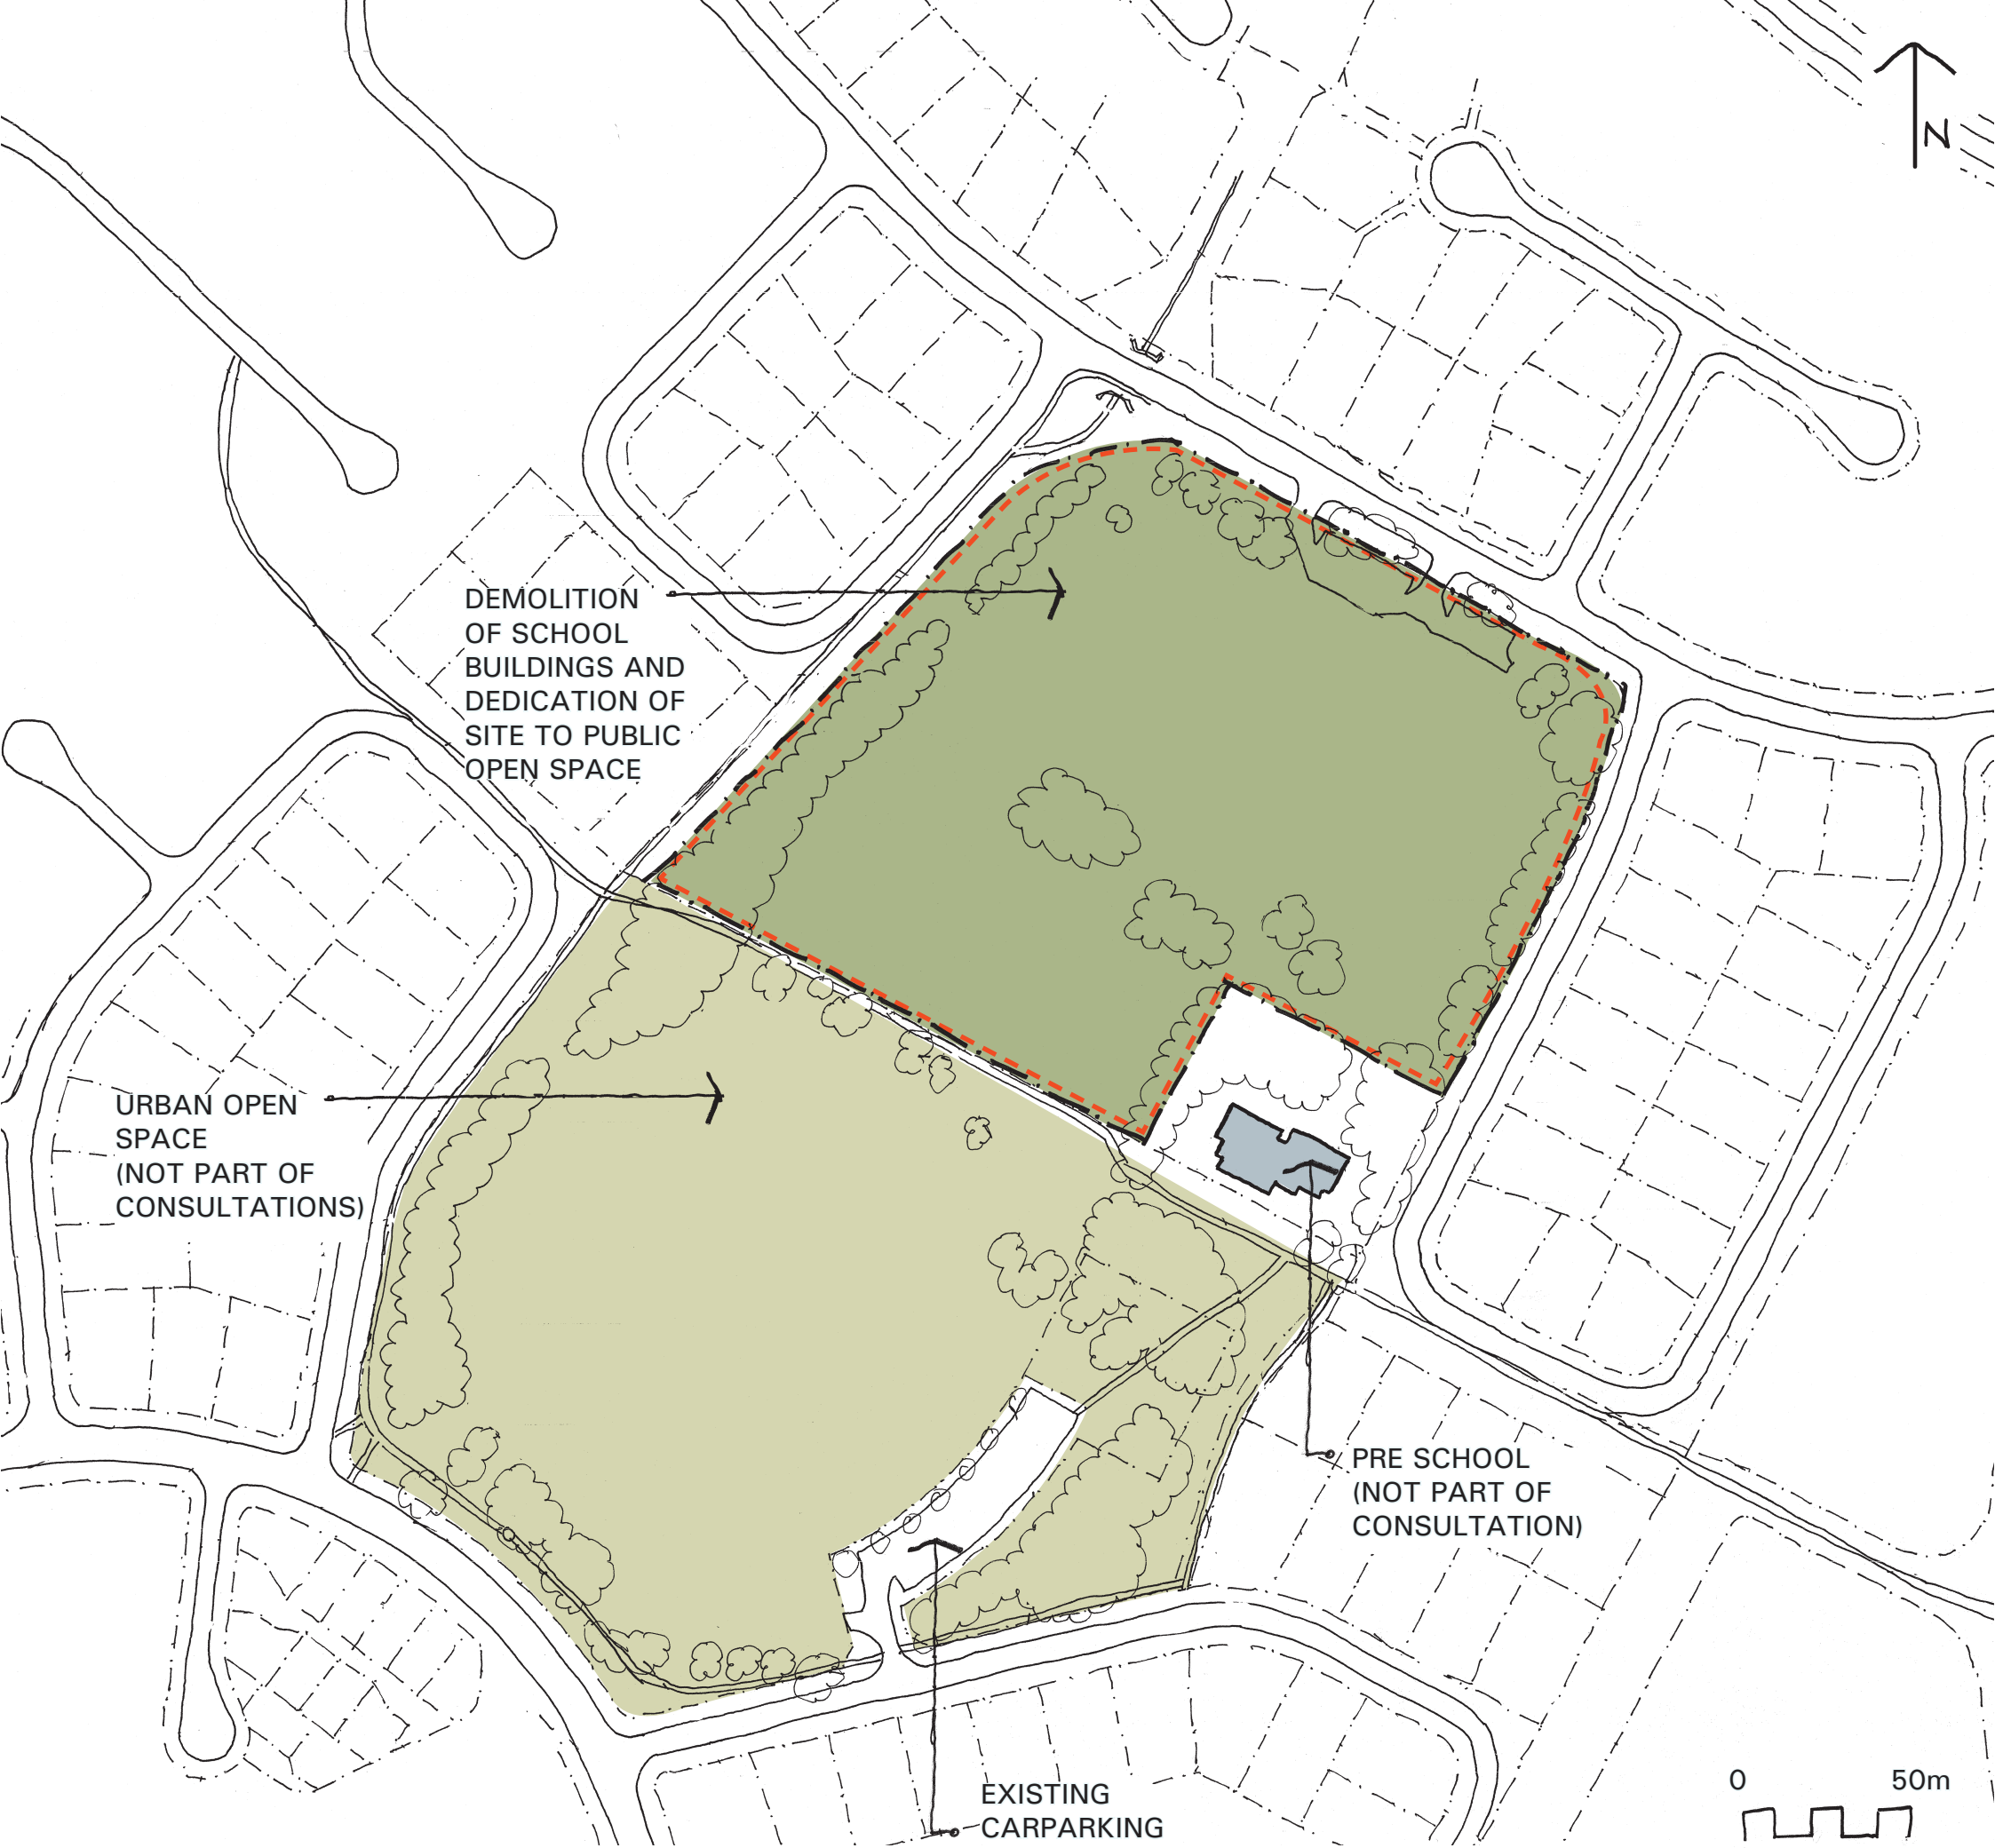 N
DEMOLITION
OF SCHOOL
BUILDINGS AND
DEDICATION OF
SITE TO PUBLIC
OPEN SPACE
URBAN OPEN
SPACE
(NOT PART OF
CONSULTATIONS)
PRE SCHOOL
(NOT PART OF
CONSULTATION)
EXISTING
CARPARKING
0 50m